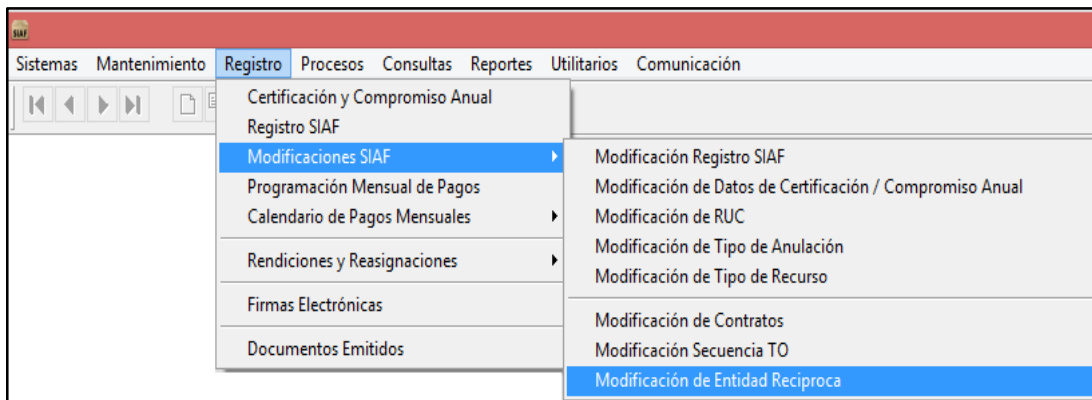 SIAF
Sistemas Mantenimiento Registro Procesos Consultas Reportes Utilitarios Comunicación
Certificación y Compromiso Anual
Registro SIAF
Modificaciones SIAF
Programación Mensual de Pagos
Calendario de Pagos Mensuales
Rendiciones y Reasignaciones
Firmas Electrónicas
Documentos Emitidos
Modificación Registro SIAF
Modificación de Datos de Certificación / Compromiso Anual
Modificación de RUC
Modificación de Tipo de Anulación
Modificación de Tipo de Recurso
Modificación de Contratos
Modificación Secuencia TO
Modificación de Entidad Reciproca